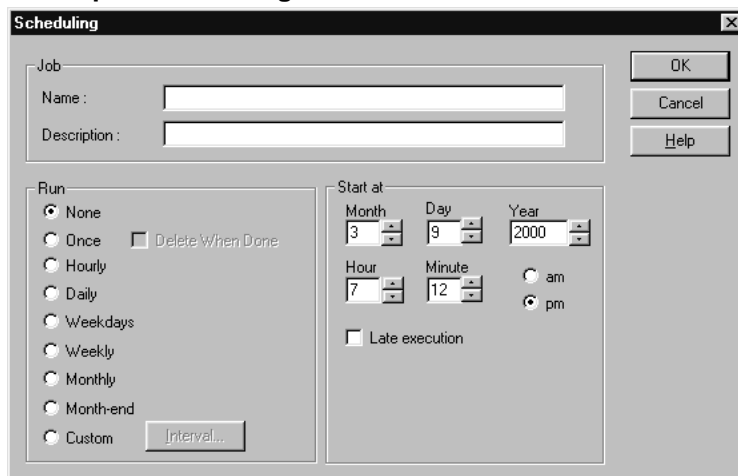 Scheduling
Job
Name :
Description :
OK
Cancel
Help
Run
None
Once Delete When Done
Hourly
Daily
Weekdays
Weekly
Monthly
Month-end
Custom Interval...
Start at
Month Day Year
3 9 2000
Hour Minute
7 12 am
pm
Late execution